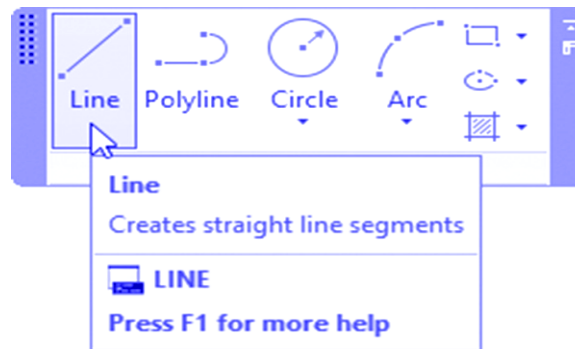 Line Polyline Circle Arc
Line
Creates straight line segments
LINE
Press F1 for more help